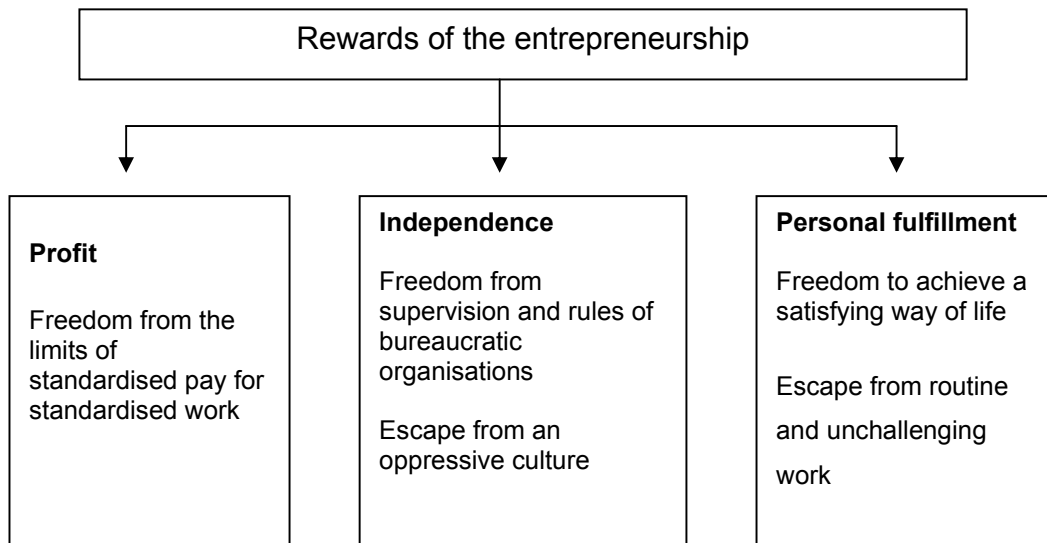 Rewards of the entrepreneurship
Profit
Freedom from the
limits of
standardised pay for
standardised work
Independence
Freedom from
supervision and rules of
bureaucratic
organisations
Escape from an
oppressive culture
Personal fulfillment
Freedom to achieve a
satisfying way of life
Escape from routine
and unchallenging
work